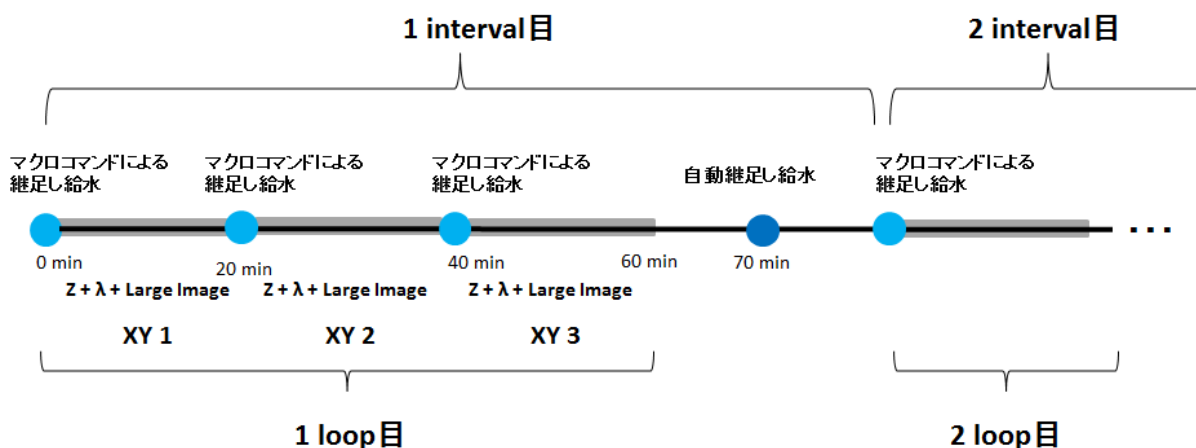 1 interval目
2 interval目
マクロコマンドによる
継足し給水
マクロコマンドによる
継足し給水
マクロコマンドによる
継足し給水
自動継足し給水
マクロコマンドによる
継足し給水
0 min
20 min
40 min
60 min
70 min
Z + λ + Large Image
Z + λ + Large Image
Z + λ + Large Image
XY 1
XY 2
XY 3
1 loop目
2 loop目